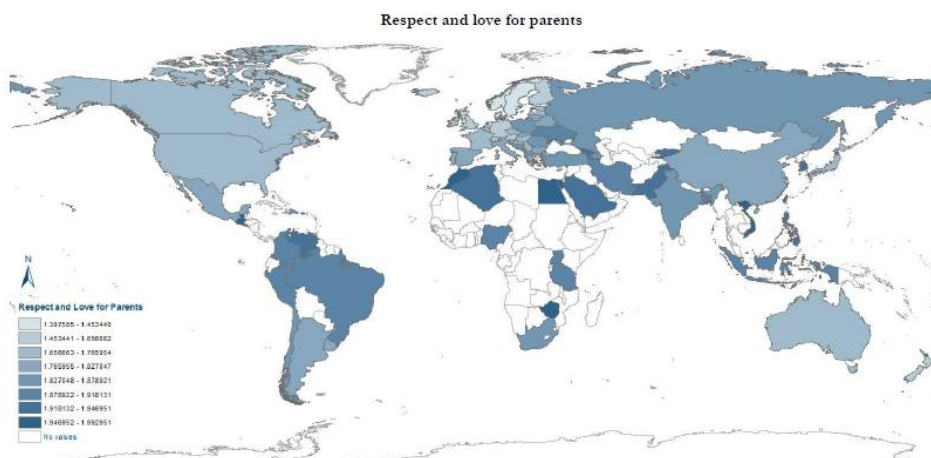 Respect and love for parents
N
Respect and Love for Parents
1.397585 - 1.453440
1.453441 - 1.656662
1.656663 - 1.765954
1.765955 - 1.827847
1.827848 - 1.878921
1.878922 - 1.918131
1.918132 - 1.946951
1.946952 - 1.992951
No values